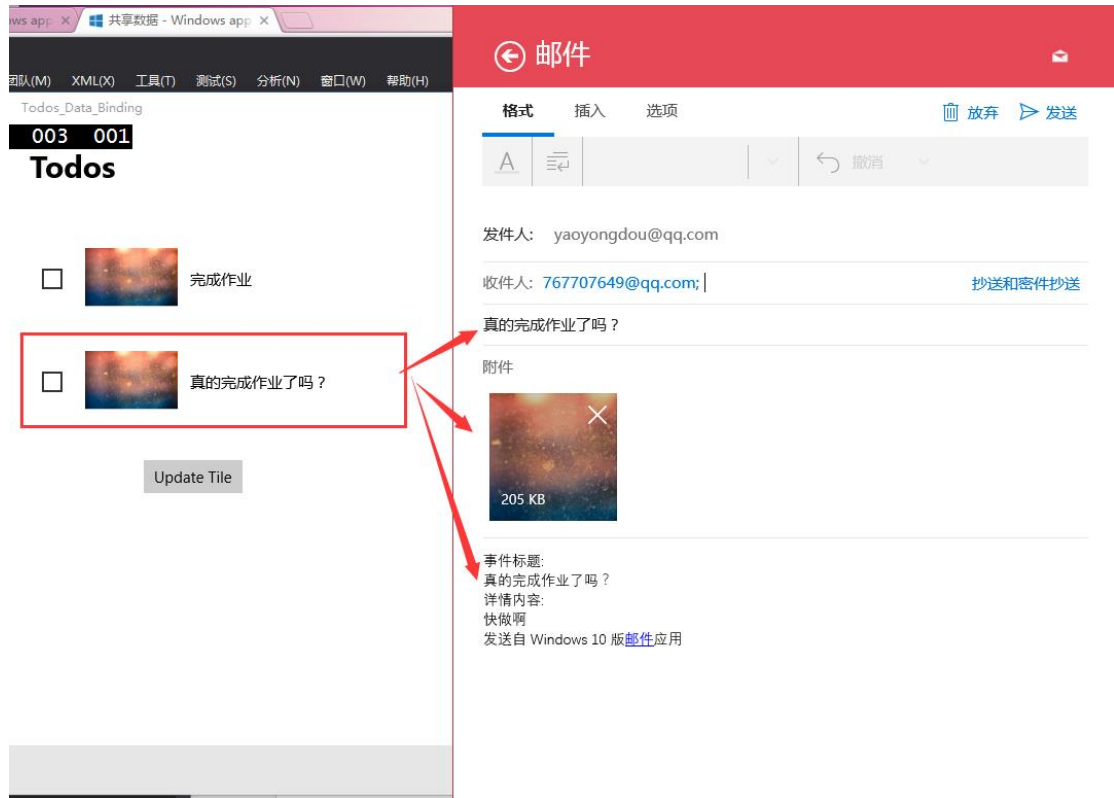 ws app
共享数据 - Windows app
团队(M) XML(X) 工具(T) 测试(S) 分析(N) 窗口(W) 帮助(H)
Todos_Data_Binding
003 001
Todos
完成作业
真的完成作业了吗？
Update Tile
邮件
格式 插入 选项 放弃 发送
A 撤消
发件人: yaoyongdou@qq.com
收件人: 767707649@qq.com; 抄送和密件抄送
真的完成作业了吗？
附件
205 KB
事件标题:
真的完成作业了吗？
详情内容:
快做啊
发送自 Windows 10 版邮件应用